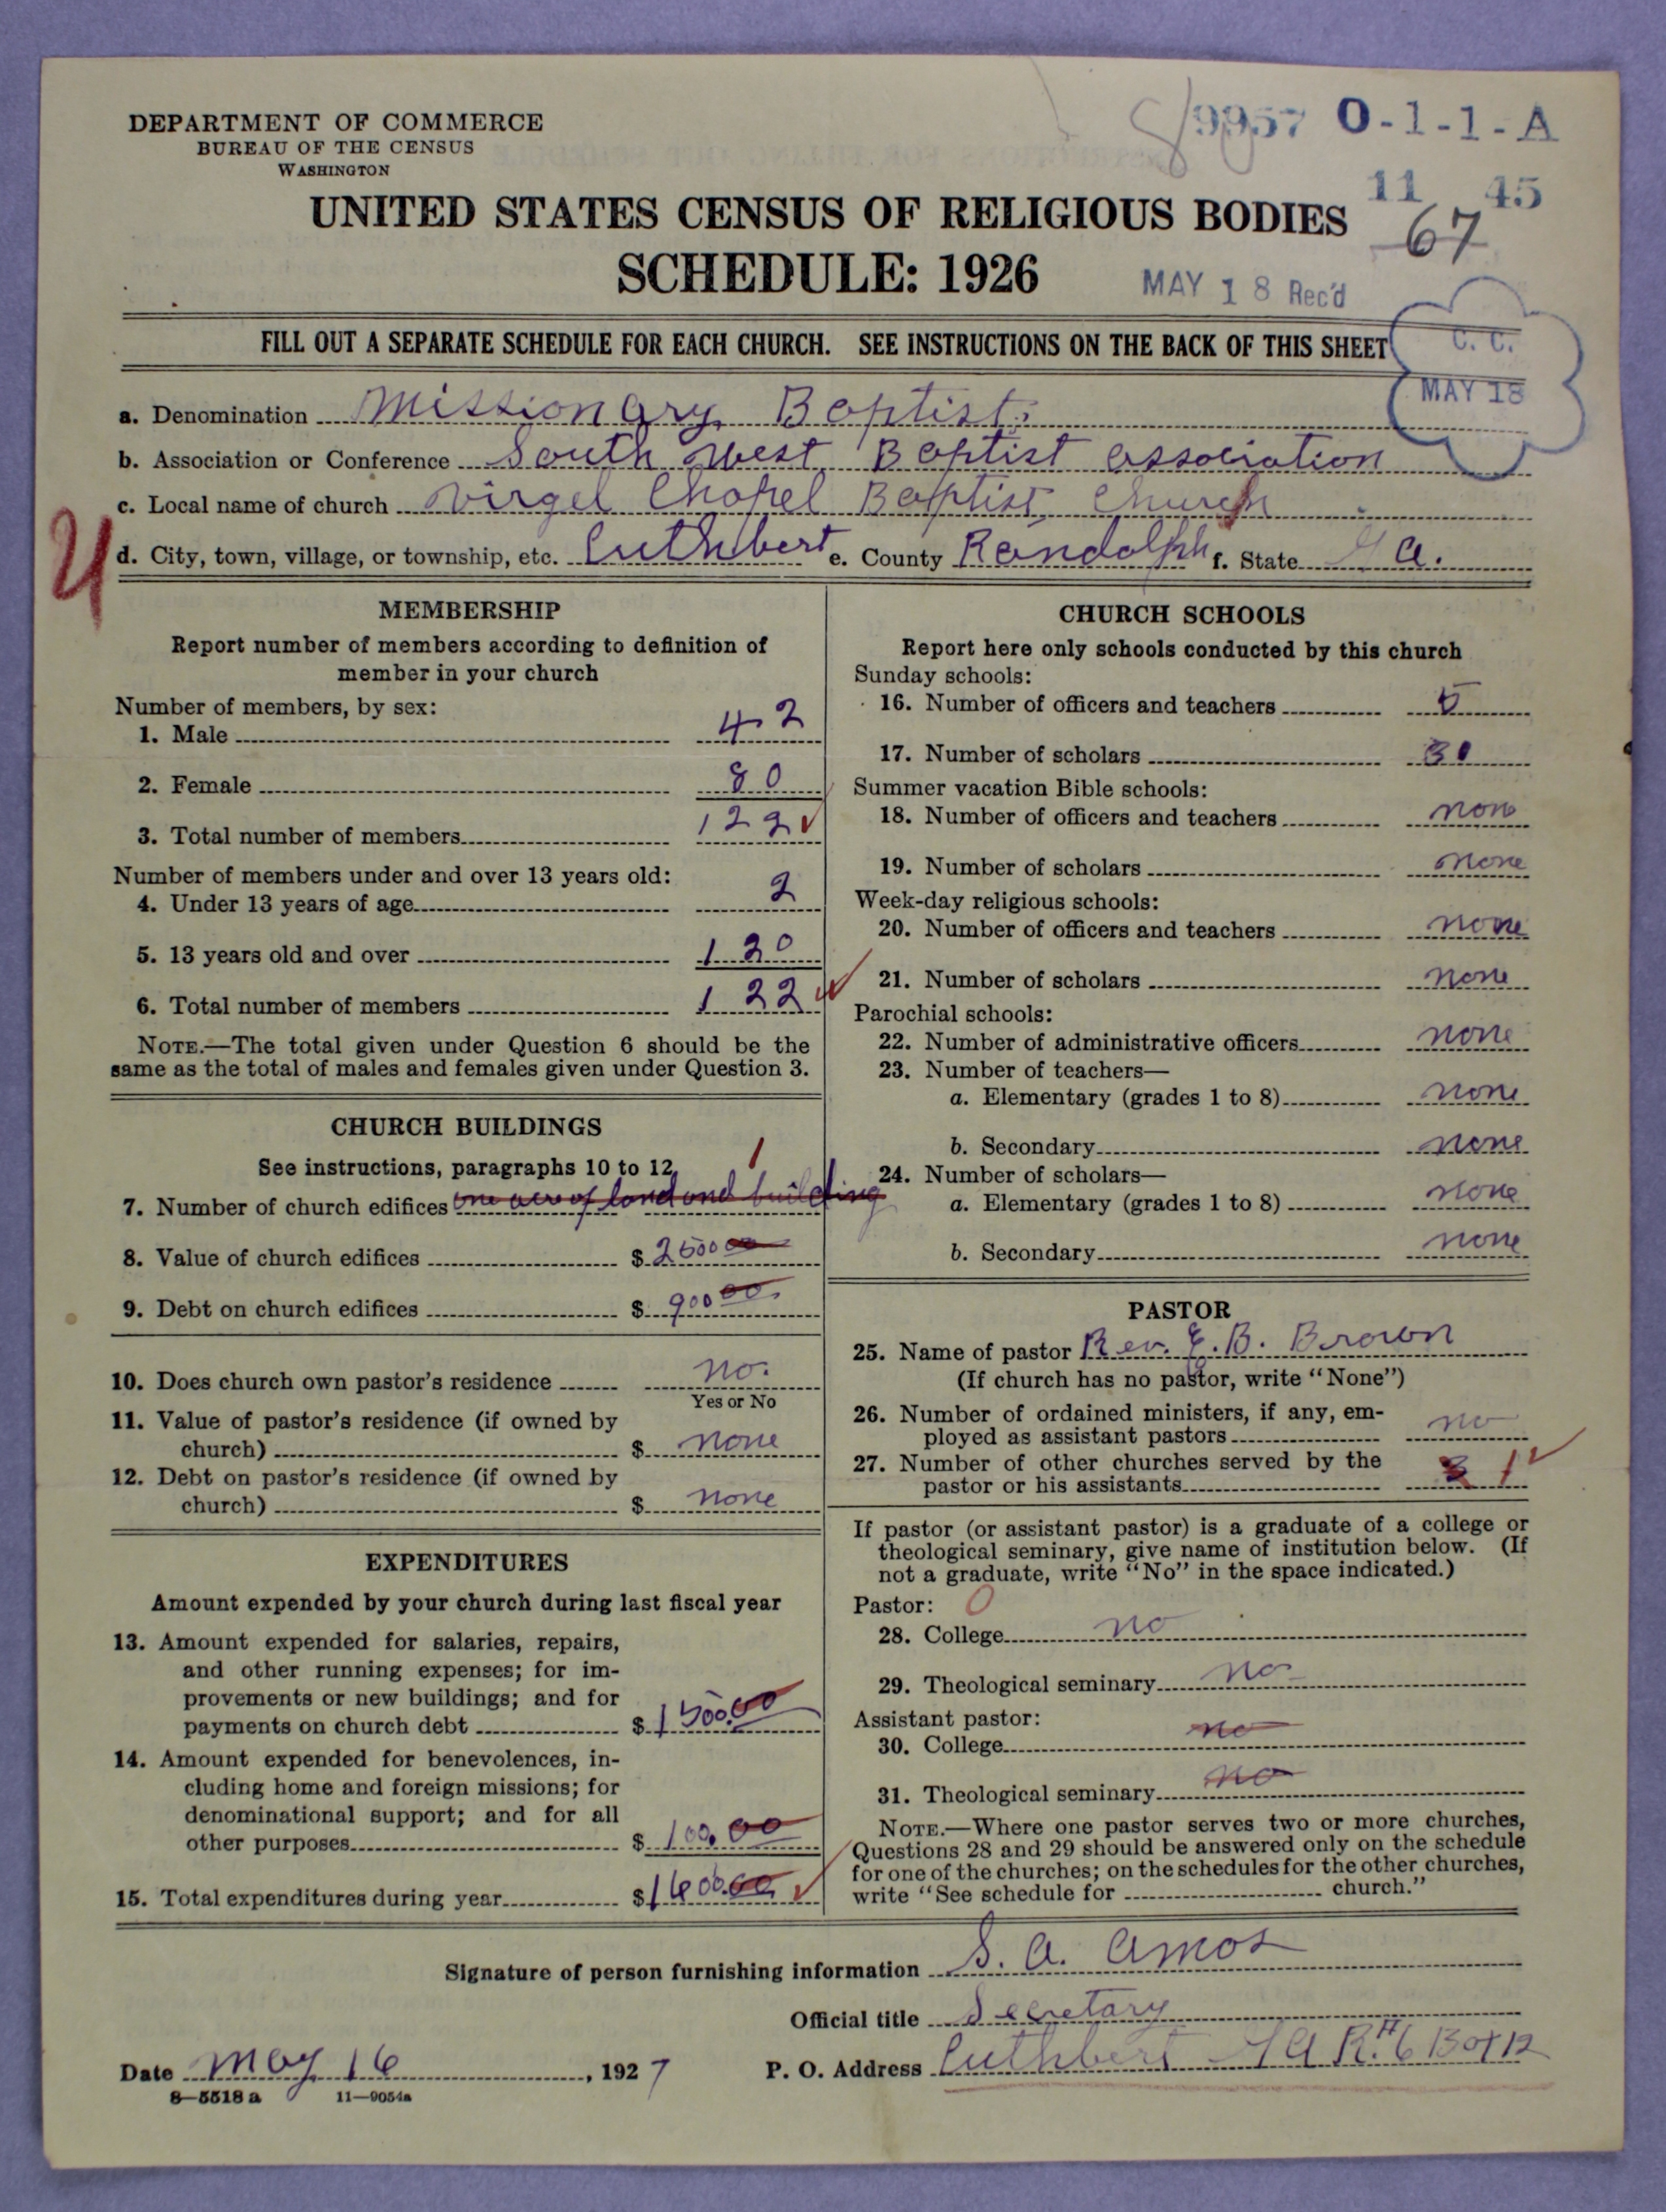 DEPARTMENT OF COMMERCE
BUREAU OF THE CENSUS
WASHINGTON
9957 O-1-1-A
11 45
67
UNITED STATES CENSUS OF RELIGIOUS BODIES
SCHEDULE: 1926
MAY 18 Rec'd
C. C.
MAY 18
FILL OUT A SEPARATE SCHEDULE FOR EACH CHURCH. SEE INSTRUCTIONS ON THE BACK OF THIS SHEET
a. Denomination Missionary Baptist
b. Association or Conference South West Baptist association
c. Local name of church Virgel Chapel Baptist Church
U
d. City, town, village, or township, etc. Cuthbert e. County Randolph f. State Ga.
MEMBERSHIP
Report number of members according to definition of
member in your church
Number of members, by sex:
1. Male 42
2. Female 80
3. Total number of members 122
Number of members under and over 13 years old:
4. Under 13 years of age 2
5. 13 years old and over 120
6. Total number of members 122
NOTE.—The total given under Question 6 should be the
same as the total of males and females given under Question 3.
CHURCH BUILDINGS
See instructions, paragraphs 10 to 12
1
7. Number of church edifices one acre of land and building
8. Value of church edifices $ 2500 00
9. Debt on church edifices $ 900 00
10. Does church own pastor's residence no.
Yes or No
11. Value of pastor's residence (if owned by
church) $ none
12. Debt on pastor's residence (if owned by
church) $ none
EXPENDITURES
Amount expended by your church during last fiscal year
13. Amount expended for salaries, repairs,
and other running expenses; for im-
provements or new buildings; and for
payments on church debt $ 1500.00
14. Amount expended for benevolences, in-
cluding home and foreign missions; for
denominational support; and for all
other purposes $ 100.00
15. Total expenditures during year $ 1600.00
CHURCH SCHOOLS
Report here only schools conducted by this church
Sunday schools:
16. Number of officers and teachers 5
17. Number of scholars
Summer vacation Bible schools:
18. Number of officers and teachers non
19. Number of scholars none
Week-day religious schools:
20. Number of officers and teachers none
21. Number of scholars none
Parochial schools:
22. Number of administrative officers none
23. Number of teachers—
a. Elementary (grades 1 to 8) none
b. Secondary none
24. Number of scholars—
a. Elementary (grades 1 to 8) none
b. Secondary none
PASTOR
25. Name of pastor Rev. E. B. Brown
(If church has no pastor, write "None")
26. Number of ordained ministers, if any, em-
ployed as assistant pastors no
27. Number of other churches served by the
pastor or his assistants 3 1
If pastor (or assistant pastor) is a graduate of a college or
theological seminary, give name of institution below. (If
not a graduate, write "No" in the space indicated.)
Pastor: 0
28. College no
29. Theological seminary no
Assistant pastor:
30. College no
31. Theological seminary no
NOTE.—Where one pastor serves two or more churches,
Questions 28 and 29 should be answered only on the schedule
for one of the churches; on the schedules for the other churches,
write "See schedule for church."
Signature of person furnishing information S. A. Amos
Official title Secretary
Date May 16, 1927 P. O. Address Cuthbert GA R.#6 Box 12
8—5518 a 11—9054a